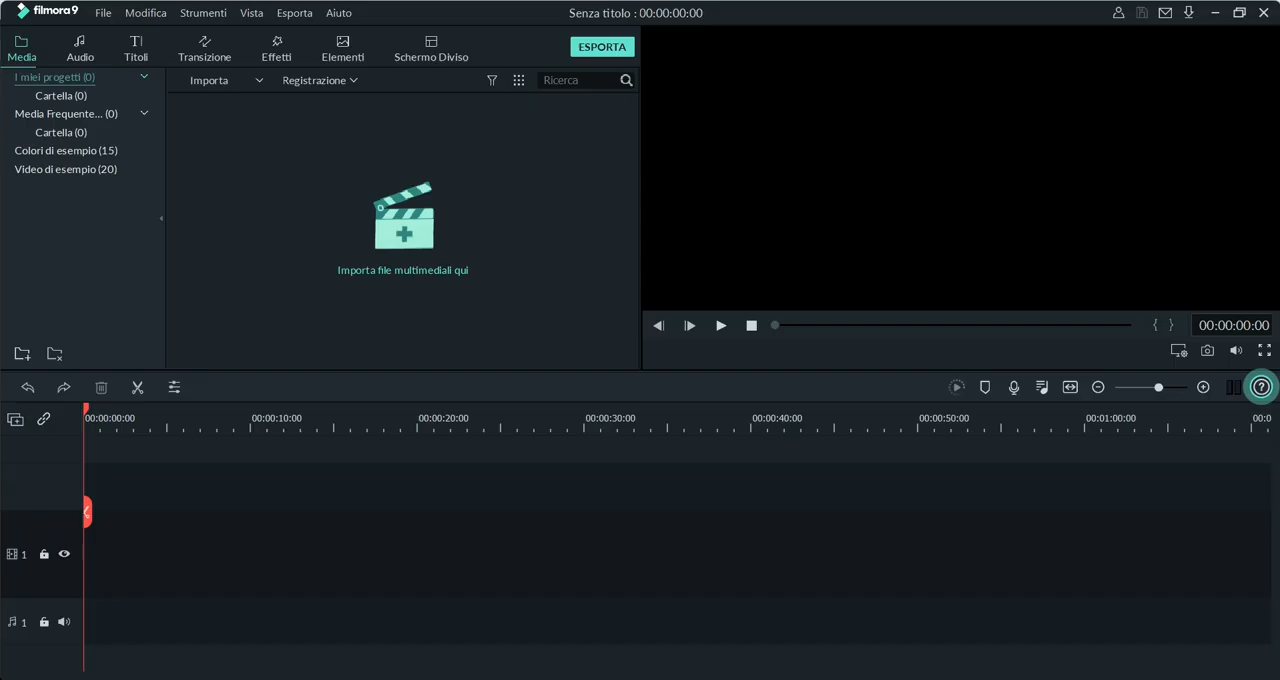 filmora9 File Modifica Strumenti Vista Esporta Aiuto Senza titolo : 00:00:00:00
Media Audio Titoli Transizione Effetti Elementi Schermo Diviso ESPORTA
I miei progetti (0) Importa Registrazione Ricerca
Cartella (0)
Media Frequente... (0)
Cartella (0)
Colori di esempio (15)
Video di esempio (20)
Importa file multimediali qui
00:00:00:00
00:00:00:00 00:00:10:00 00:00:20:00 00:00:30:00 00:00:40:00 00:00:50:00 00:01:00:00 00:0
1
1